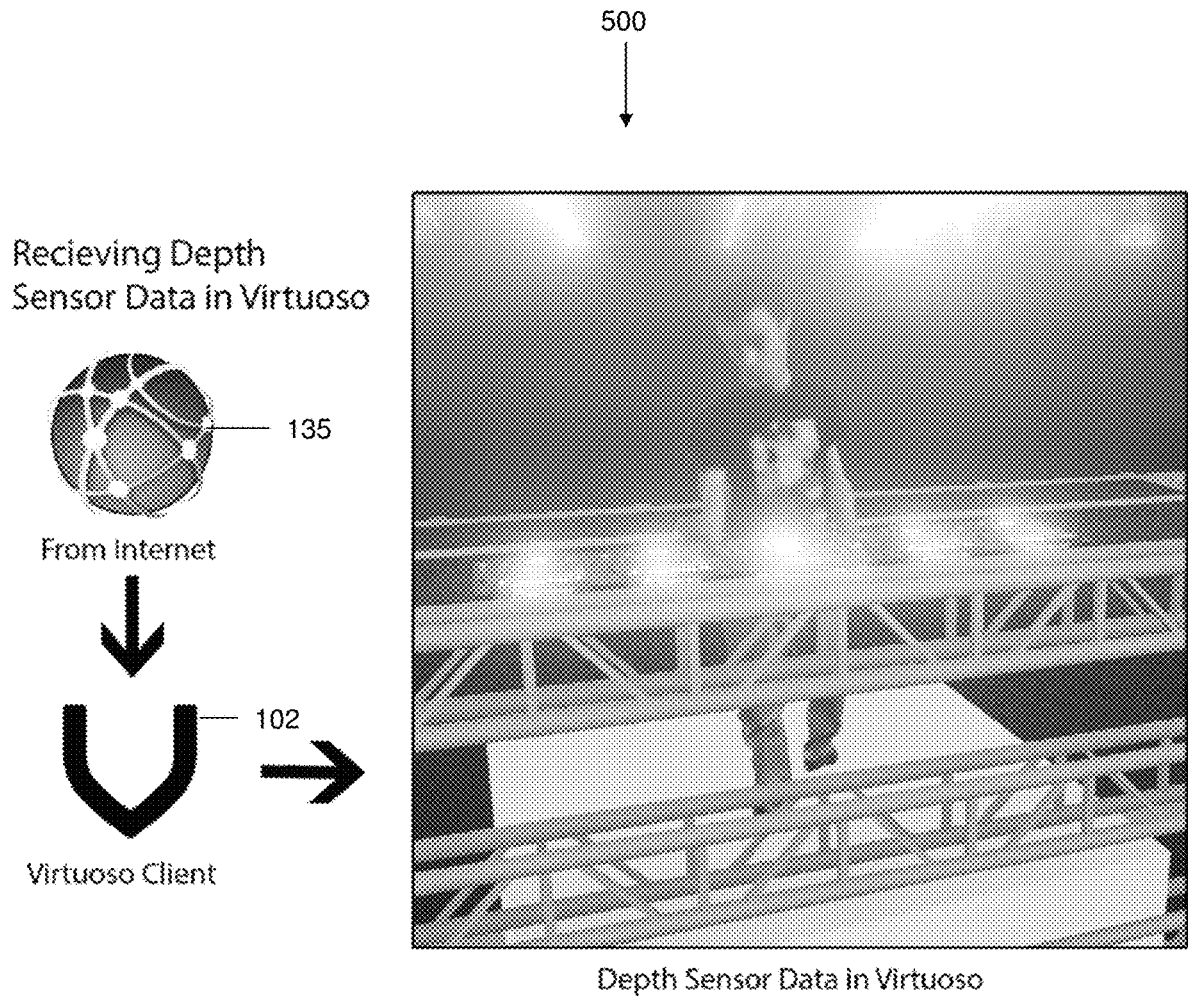 500
Recieving Depth
Sensor Data in Virtuoso
135
From Internet
102
Virtuoso Client
Depth Sensor Data in Virtuoso